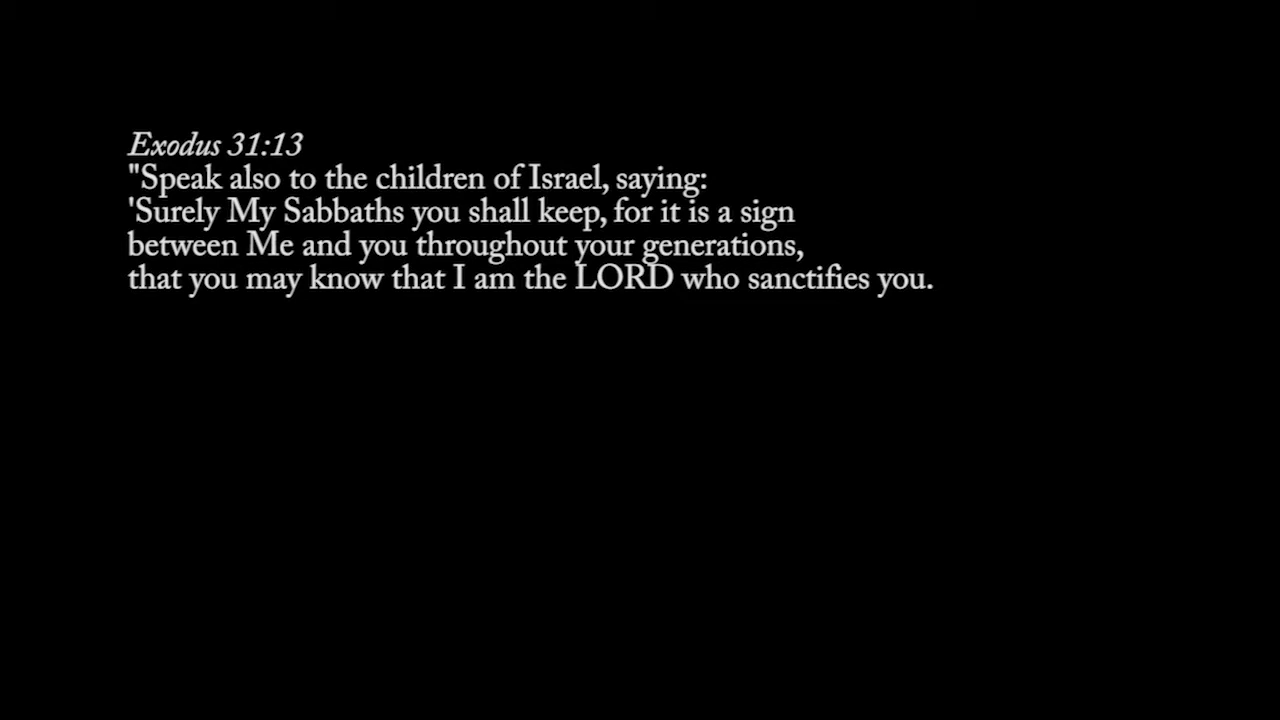 Exodus 31:13
"Speak also to the children of Israel, saying:
'Surely My Sabbaths you shall keep, for it is a sign
between Me and you throughout your generations,
that you may know that I am the LORD who sanctifies you.